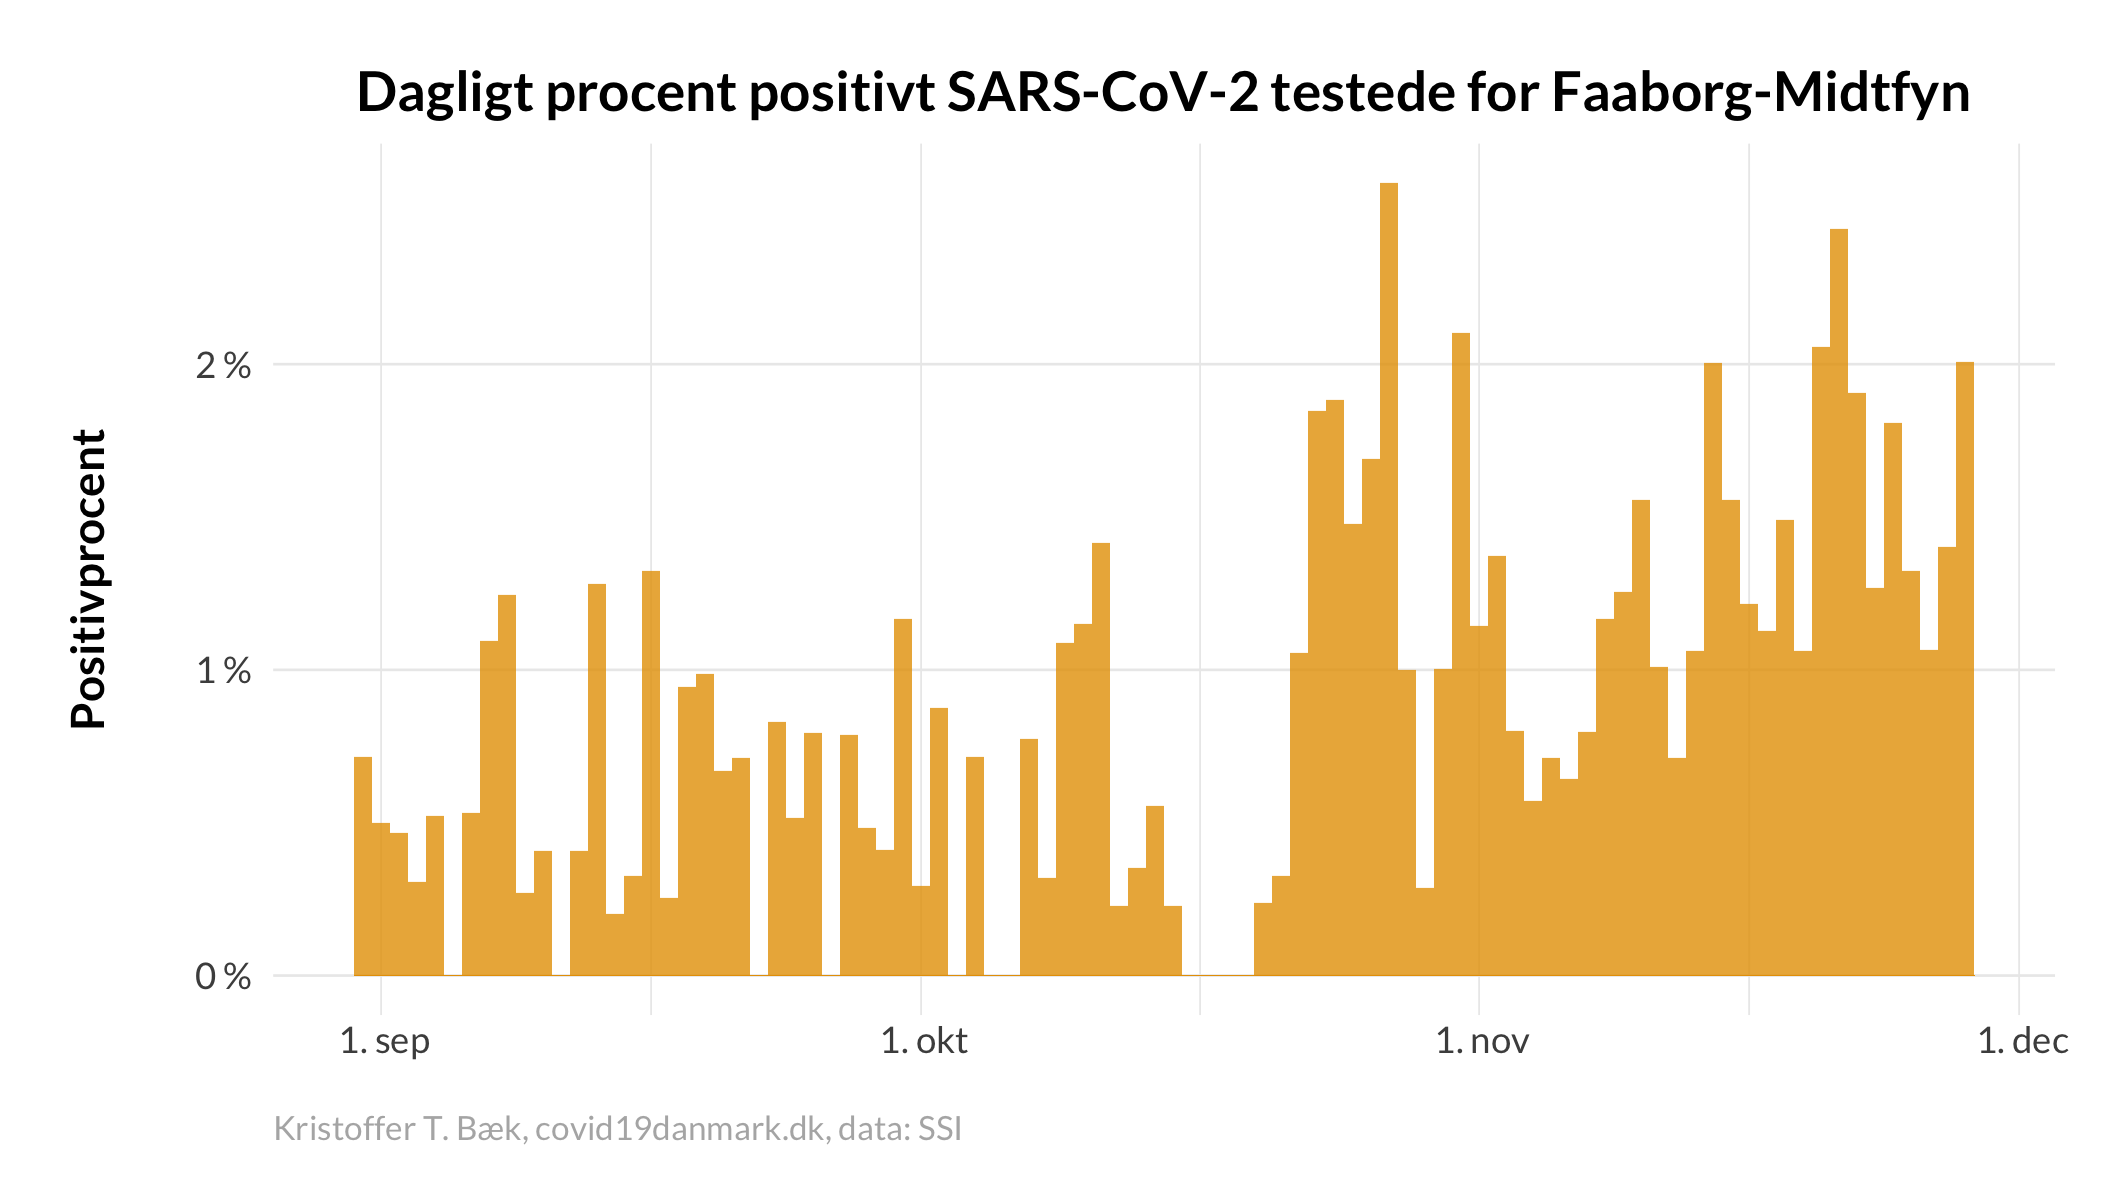 Dagligt procent positivt SARS-CoV-2 testede for Faaborg-Midtfyn
Positivprocent
2 %
1 %
0 %
1. sep
1. okt
1. nov
1. dec
Kristoffer T. Bæk, covid19danmark.dk, data: SSI